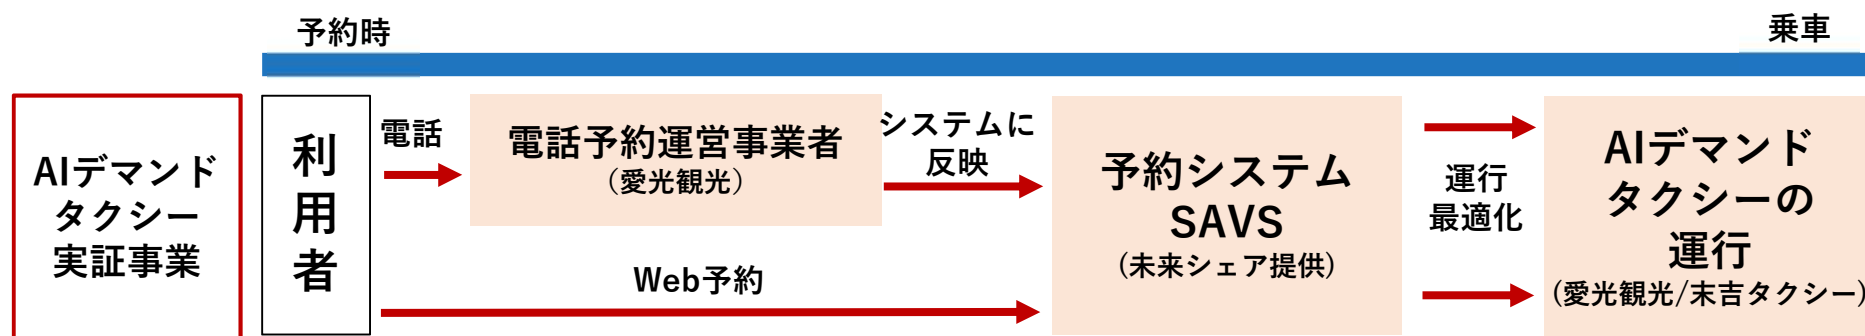 予約時
乗車
AIデマンド
タクシー
実証事業
利
用
者
電話
電話予約運営事業者
（愛光観光）
システムに
反映
Web予約
予約システム
SAVS
(未来シェア提供)
運行
最適化
AIデマンド
タクシーの
運行
(愛光観光/末吉タクシー)